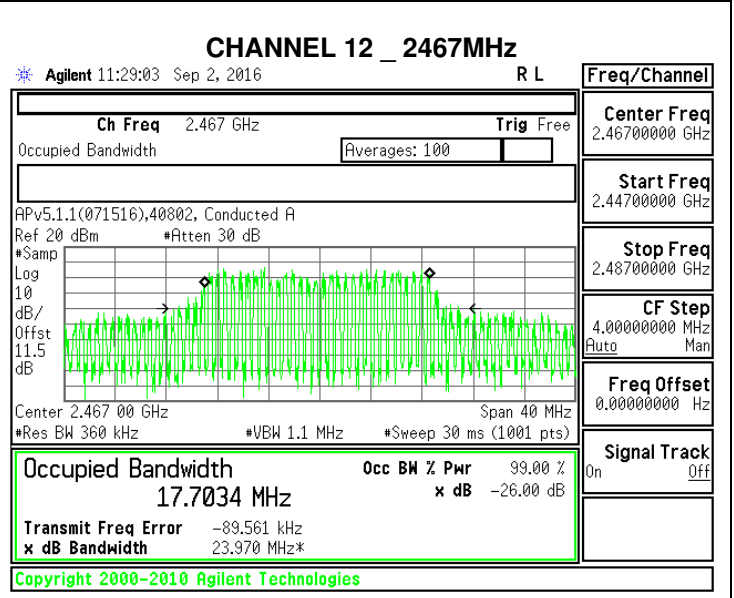 CHANNEL 12 _ 2467MHz
Agilent 11:29:03 Sep 2, 2016 R L
Freq/Channel
Ch Freq 2.467 GHz Trig Free
Occupied Bandwidth Averages: 100
APv5.1.1(071516),40802, Conducted A
Ref 20 dBm #Atten 30 dB
#Samp
Log
10
dB/
Offst
11.5
dB
Center 2.467 00 GHz Span 40 MHz
#Res BW 360 kHz #VBW 1.1 MHz #Sweep 30 ms (1001 pts)
Occupied Bandwidth Occ BW % Pwr 99.00 %
17.7034 MHz x dB -26.00 dB
Transmit Freq Error -89.561 kHz
x dB Bandwidth 23.970 MHz*
Copyright 2000-2010 Agilent Technologies
Center Freq
2.46700000 GHz
Start Freq
2.44700000 GHz
Stop Freq
2.48700000 GHz
CF Step
4.00000000 MHz
Auto Man
Freq Offset
0.00000000 Hz
Signal Track
On Off